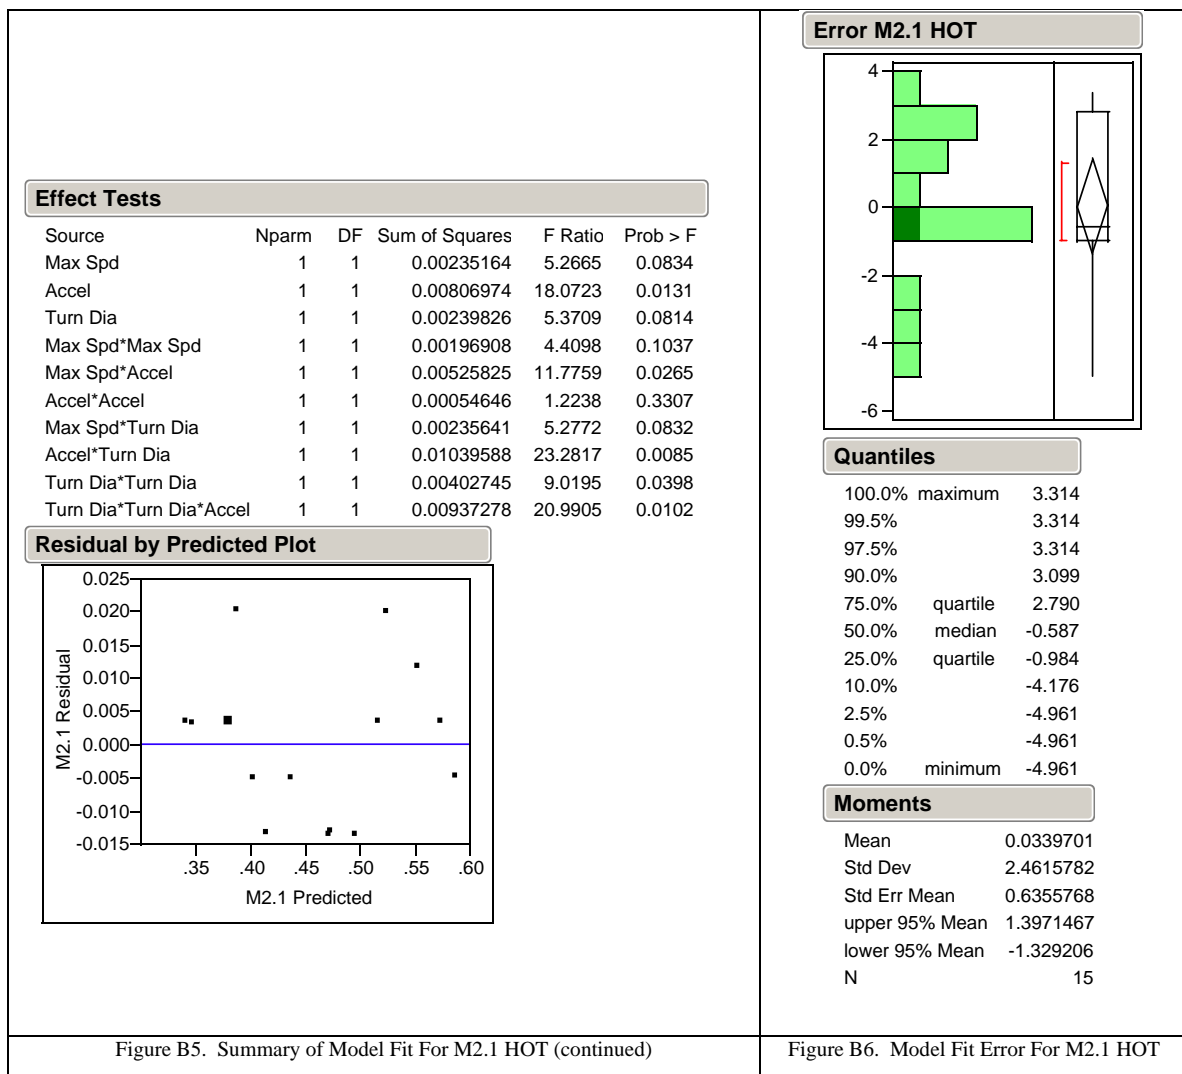 Effect Tests
Source Nparm DF Sum of Squares F Ratio Prob > F
Max Spd 1 1 0.00235164 5.2665 0.0834
Accel 1 1 0.00806974 18.0723 0.0131
Turn Dia 1 1 0.00239826 5.3709 0.0814
Max Spd*Max Spd 1 1 0.00196908 4.4098 0.1037
Max Spd*Accel 1 1 0.00525825 11.7759 0.0265
Accel*Accel 1 1 0.00054646 1.2238 0.3307
Max Spd*Turn Dia 1 1 0.00235641 5.2772 0.0832
Accel*Turn Dia 1 1 0.01039588 23.2817 0.0085
Turn Dia*Turn Dia 1 1 0.00402745 9.0195 0.0398
Turn Dia*Turn Dia*Accel 1 1 0.00937278 20.9905 0.0102
Residual by Predicted Plot
M2.1 Residual
0.025
0.020
0.015
0.010
0.005
0.000
-0.005
-0.010
-0.015
.35 .40 .45 .50 .55 .60
M2.1 Predicted
Figure B5. Summary of Model Fit For M2.1 HOT (continued)
Error M2.1 HOT
4
2
0
-2
-4
-6
Quantiles
100.0% maximum 3.314
99.5% 3.314
97.5% 3.314
90.0% 3.099
75.0% quartile 2.790
50.0% median -0.587
25.0% quartile -0.984
10.0% -4.176
2.5% -4.961
0.5% -4.961
0.0% minimum -4.961
Moments
Mean 0.0339701
Std Dev 2.4615782
Std Err Mean 0.6355768
upper 95% Mean 1.3971467
lower 95% Mean -1.329206
N 15
Figure B6. Model Fit Error For M2.1 HOT